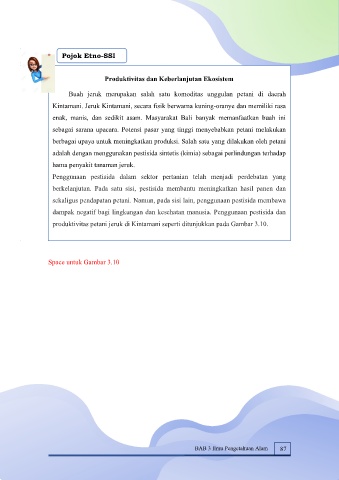 Pojok Etno-SSI
Produktivitas dan Keberlanjutan Ekosistem
Buah jeruk merupakan salah satu komoditas unggulan petani di daerah
Kintamani. Jeruk Kintamani, secara fisik berwarna kuning-oranye dan memiliki rasa
enak, manis, dan sedikit asam. Masyarakat Bali banyak memanfaatkan buah ini
sebagai sarana upacara. Potensi pasar yang tinggi menyebabkan petani melakukan
berbagai upaya untuk meningkatkan produksi. Salah satu yang dilakukan oleh petani
adalah dengan menggunakan pestisida sintetis (kimia) sebagai perlindungan terhadap
hama penyakit tanaman jeruk.
Penggunaan pestisida dalam sektor pertanian telah menjadi perdebatan yang
berkelanjutan. Pada satu sisi, pestisida membantu meningkatkan hasil panen dan
sekaligus pendapatan petani. Namun, pada sisi lain, penggunaan pestisida membawa
dampak negatif bagi lingkungan dan kesehatan manusia. Penggunaan pestisida dan
produktivitas petani jeruk di Kintamani seperti ditunjukkan pada Gambar 3.10.
Space untuk Gambar 3.10
BAB 3 Ilmu Pengetahuan Alam 87